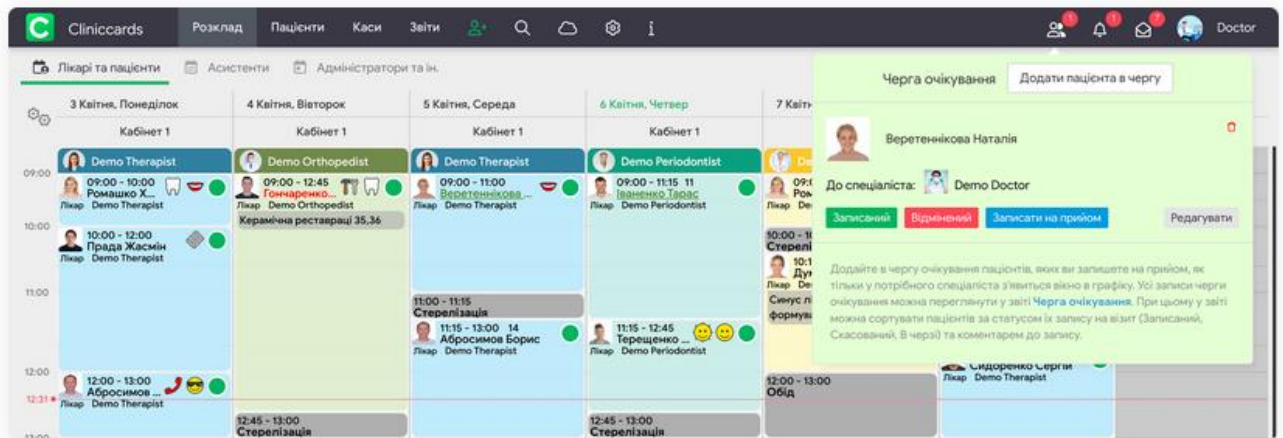 Cliniccards Розклад Пацієнти Каси Звіти 1 1 7 Doctor
Лікарі та пацієнти Асистенти Адміністратори та ін.
3 Квітня, Понеділок 4 Квітня, Вівторок 5 Квітня, Середа 6 Квітня, Четвер
Кабінет 1 Кабінет 1 Кабінет 1 Кабінет 1
Demo Therapist Demo Orthopedist Demo Therapist Demo Periodontist
09:00
10:00
11:00
12:00
12:31
13:00
09:00 - 10:00
Ромашко Х...
Лікар Demo Therapist
10:00 - 12:00
Прада Жасмін
Лікар Demo Therapist
12:00 - 13:00
Абросимов ...
Лікар Demo Therapist
09:00 - 12:45
Гончаренко...
Лікар Demo Orthopedist
Керамічна реставраці 35,36
12:45 - 13:00
Стерелізація
09:00 - 11:00
Веретеннікова ...
Лікар Demo Therapist
11:00 - 11:15
Стерелізація
11:15 - 13:00 14
Абросимов Борис
Лікар Demo Therapist
09:00 - 11:15 11
Іваненко Тарас
Лікар Demo Periodontist
11:15 - 12:45
Терещенко ...
Лікар Demo Periodontist
12:45 - 13:00
Стерелізація
12:00 - 13:00
Обід
Сидоренко Сергій
Лікар Demo Therapist
Черга очікування Додати пацієнта в чергу
Веретеннікова Наталія
До спеціаліста: Demo Doctor
Записаний Відмінений Записати на прийом Редагувати
Додайте в чергу очікування пацієнтів, яких ви запишете на прийом, як
тільки у потрібного спеціаліста з'явиться вікно в графіку. Усі записи черги
очікування можна переглянути у звіті Черга очікування. При цьому у звіті
можна сортувати пацієнтів за статусом їх запису на візит (Записаний,
Скасований, В черзі) та коментарем до запису.